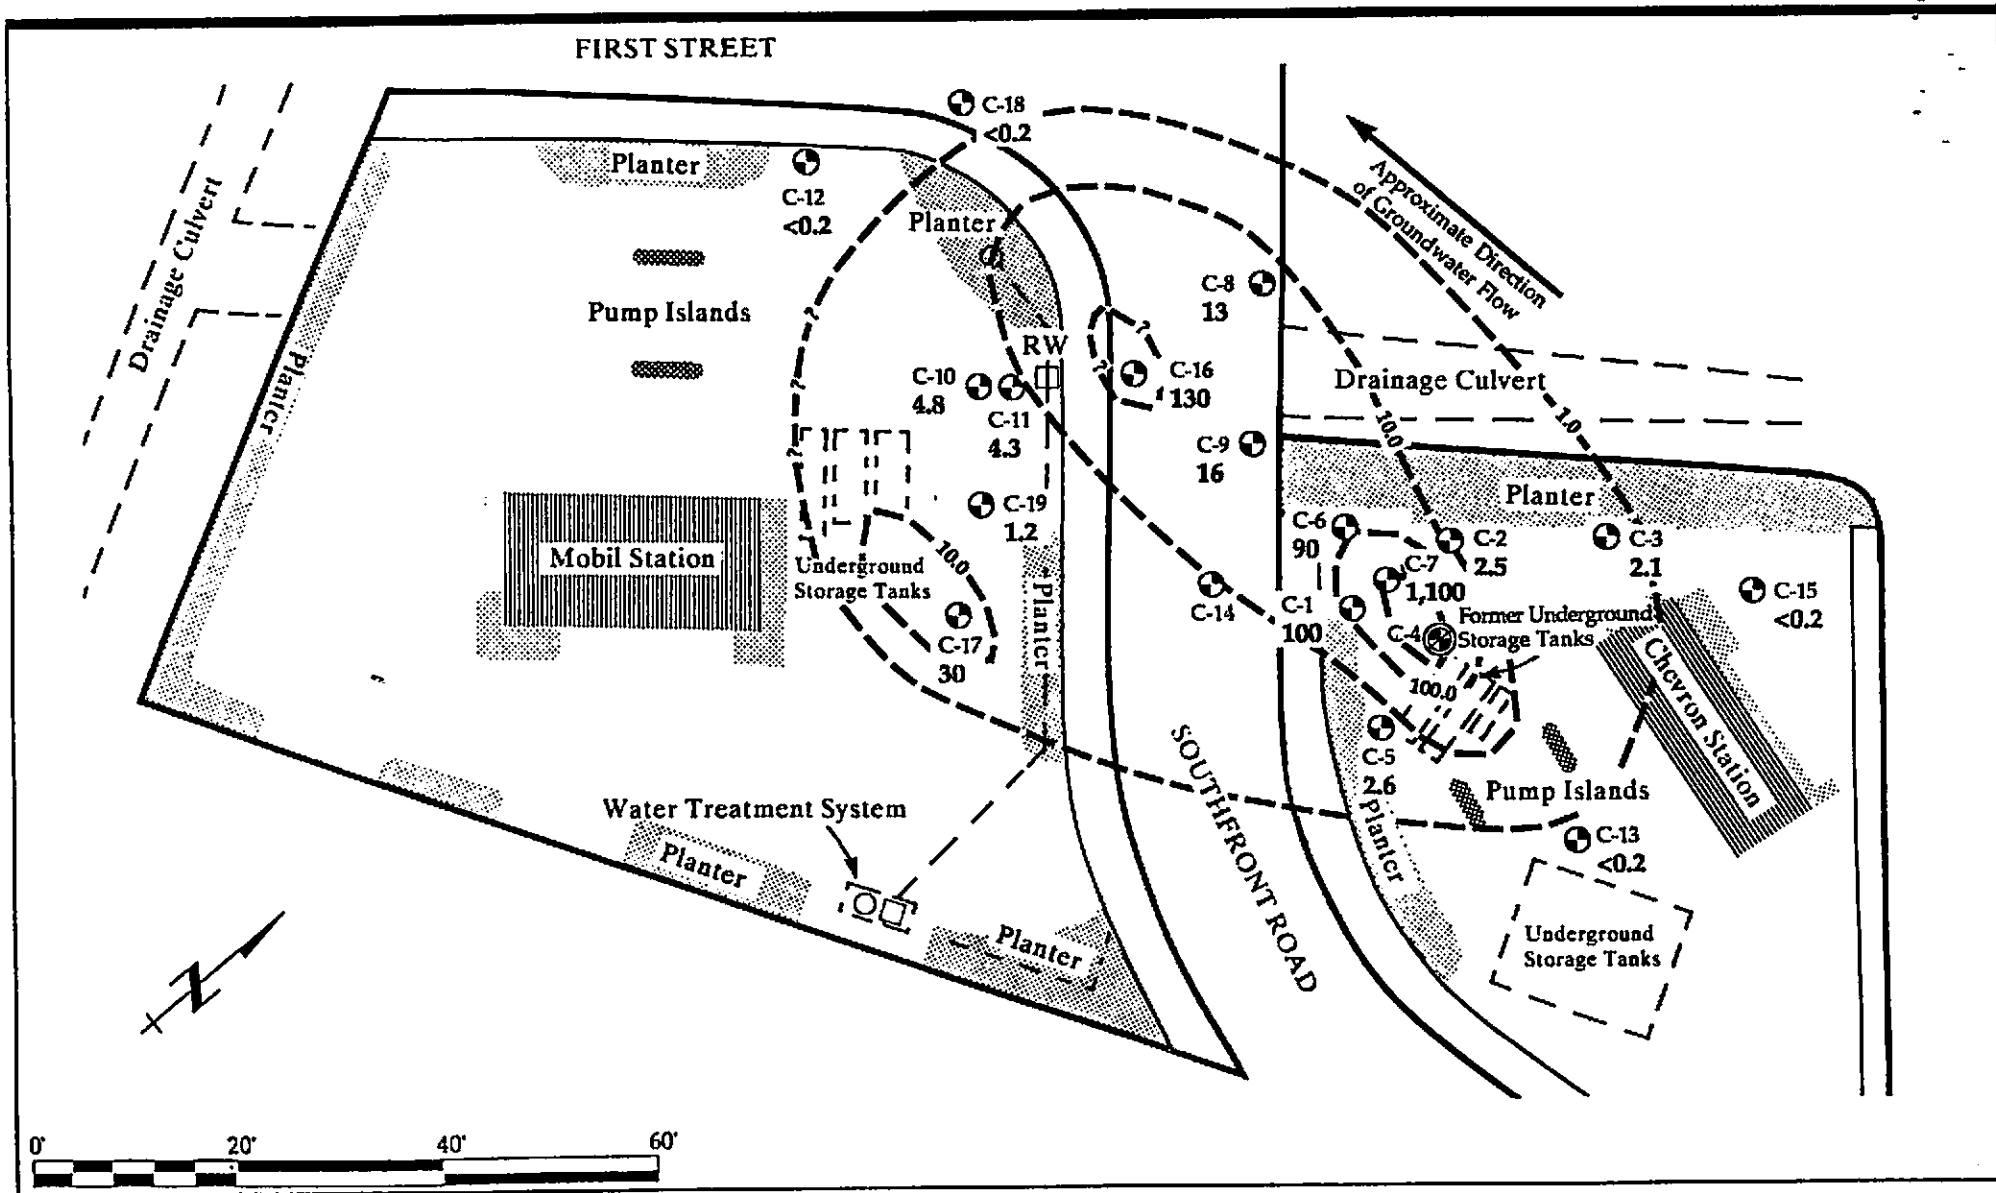 FIRST STREET
C-18
<0.2
Planter
C-12
<0.2
Planter
Drainage Culvert
Approximate Direction
of Groundwater Flow
Pump Islands
C-8
13
?
?
?
?
?
RW
Planter
C-10
4.8
C-11
4.3
C-16
130
Drainage Culvert
10.0
1.0
C-9
16
Planter
C-19
1.2
10.0
Mobil Station
Underground
Storage Tanks
C-6
90
C-2
2.5
C-3
2.1
C-7
1,100
C-15
<0.2
C-14
C-1
100
C-4
Former Underground
Storage Tanks
C-17
30
Planter
100.0
Chevron Station
C-5
2.6
Pump Islands
SOUTHFRONT ROAD
Planter
Water Treatment System
C-13
<0.2
Planter
Planter
Underground
Storage Tanks
N
0'
20'
40'
60'